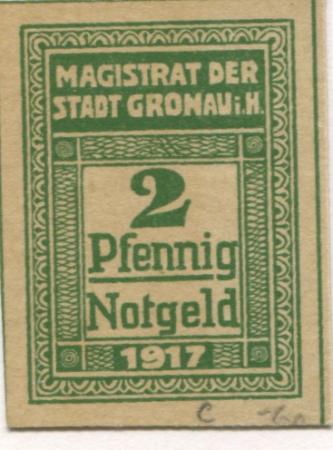 MAGISTRAT DER
STADT GRONAU i.H.
2
Pfennig
Notgeld
1917
c